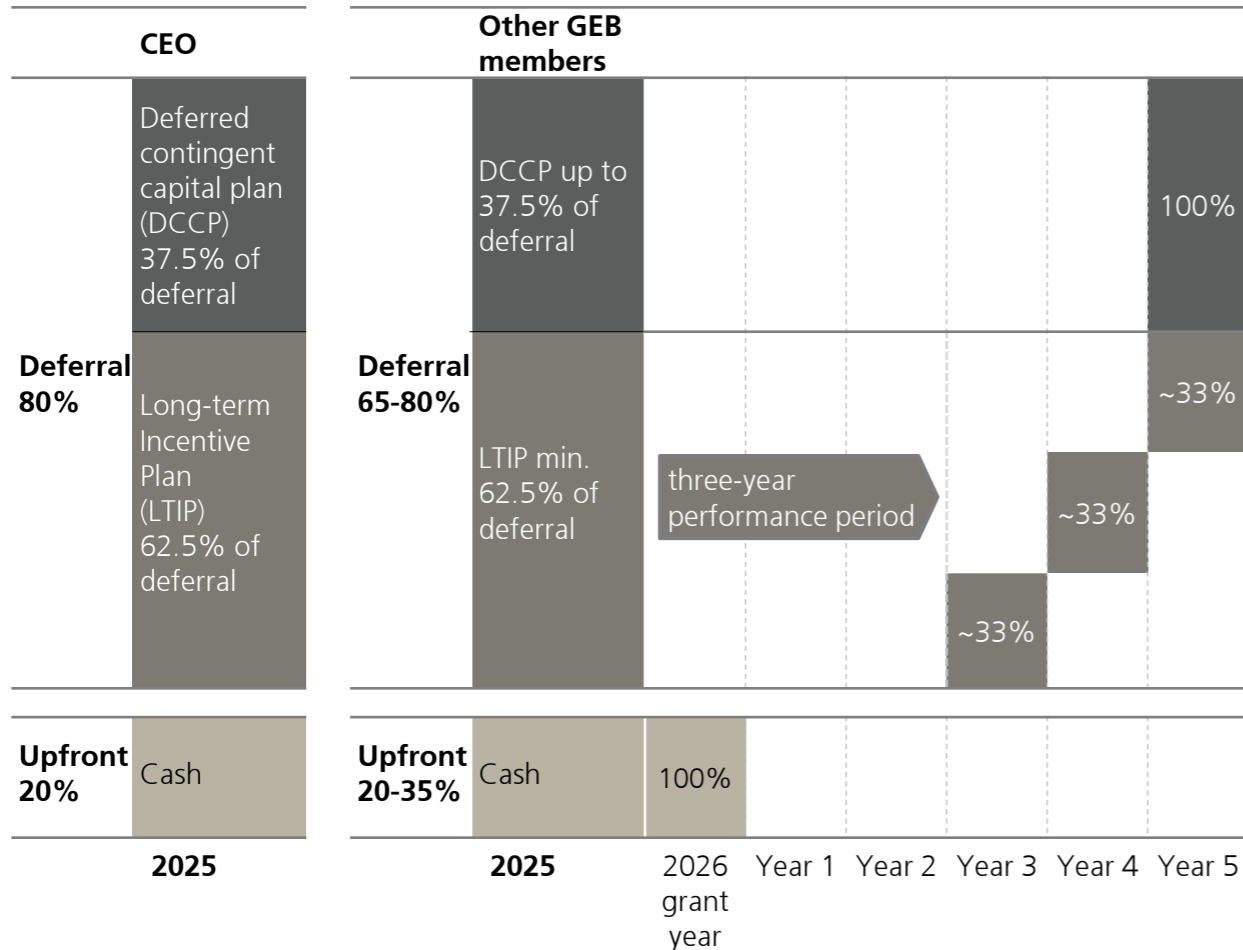 CEO
Other GEB
members
Deferral
80%
Deferred
contingent
capital plan
(DCCP)
37.5% of
deferral
Long-term
Incentive
Plan
(LTIP)
62.5% of
deferral
Deferral
65-80%
DCCP up to
37.5% of
deferral
100%
LTIP min.
62.5% of
deferral
three-year
performance period
~33%
~33%
~33%
Upfront
20%
Cash
Upfront
20-35%
Cash
100%
2025
2025
2026
grant
year
Year 1
Year 2
Year 3
Year 4
Year 5